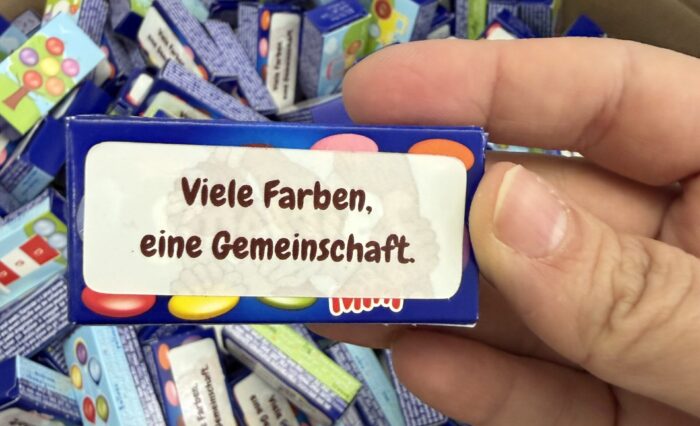 Viele Farben,
eine Gemeinschaft.